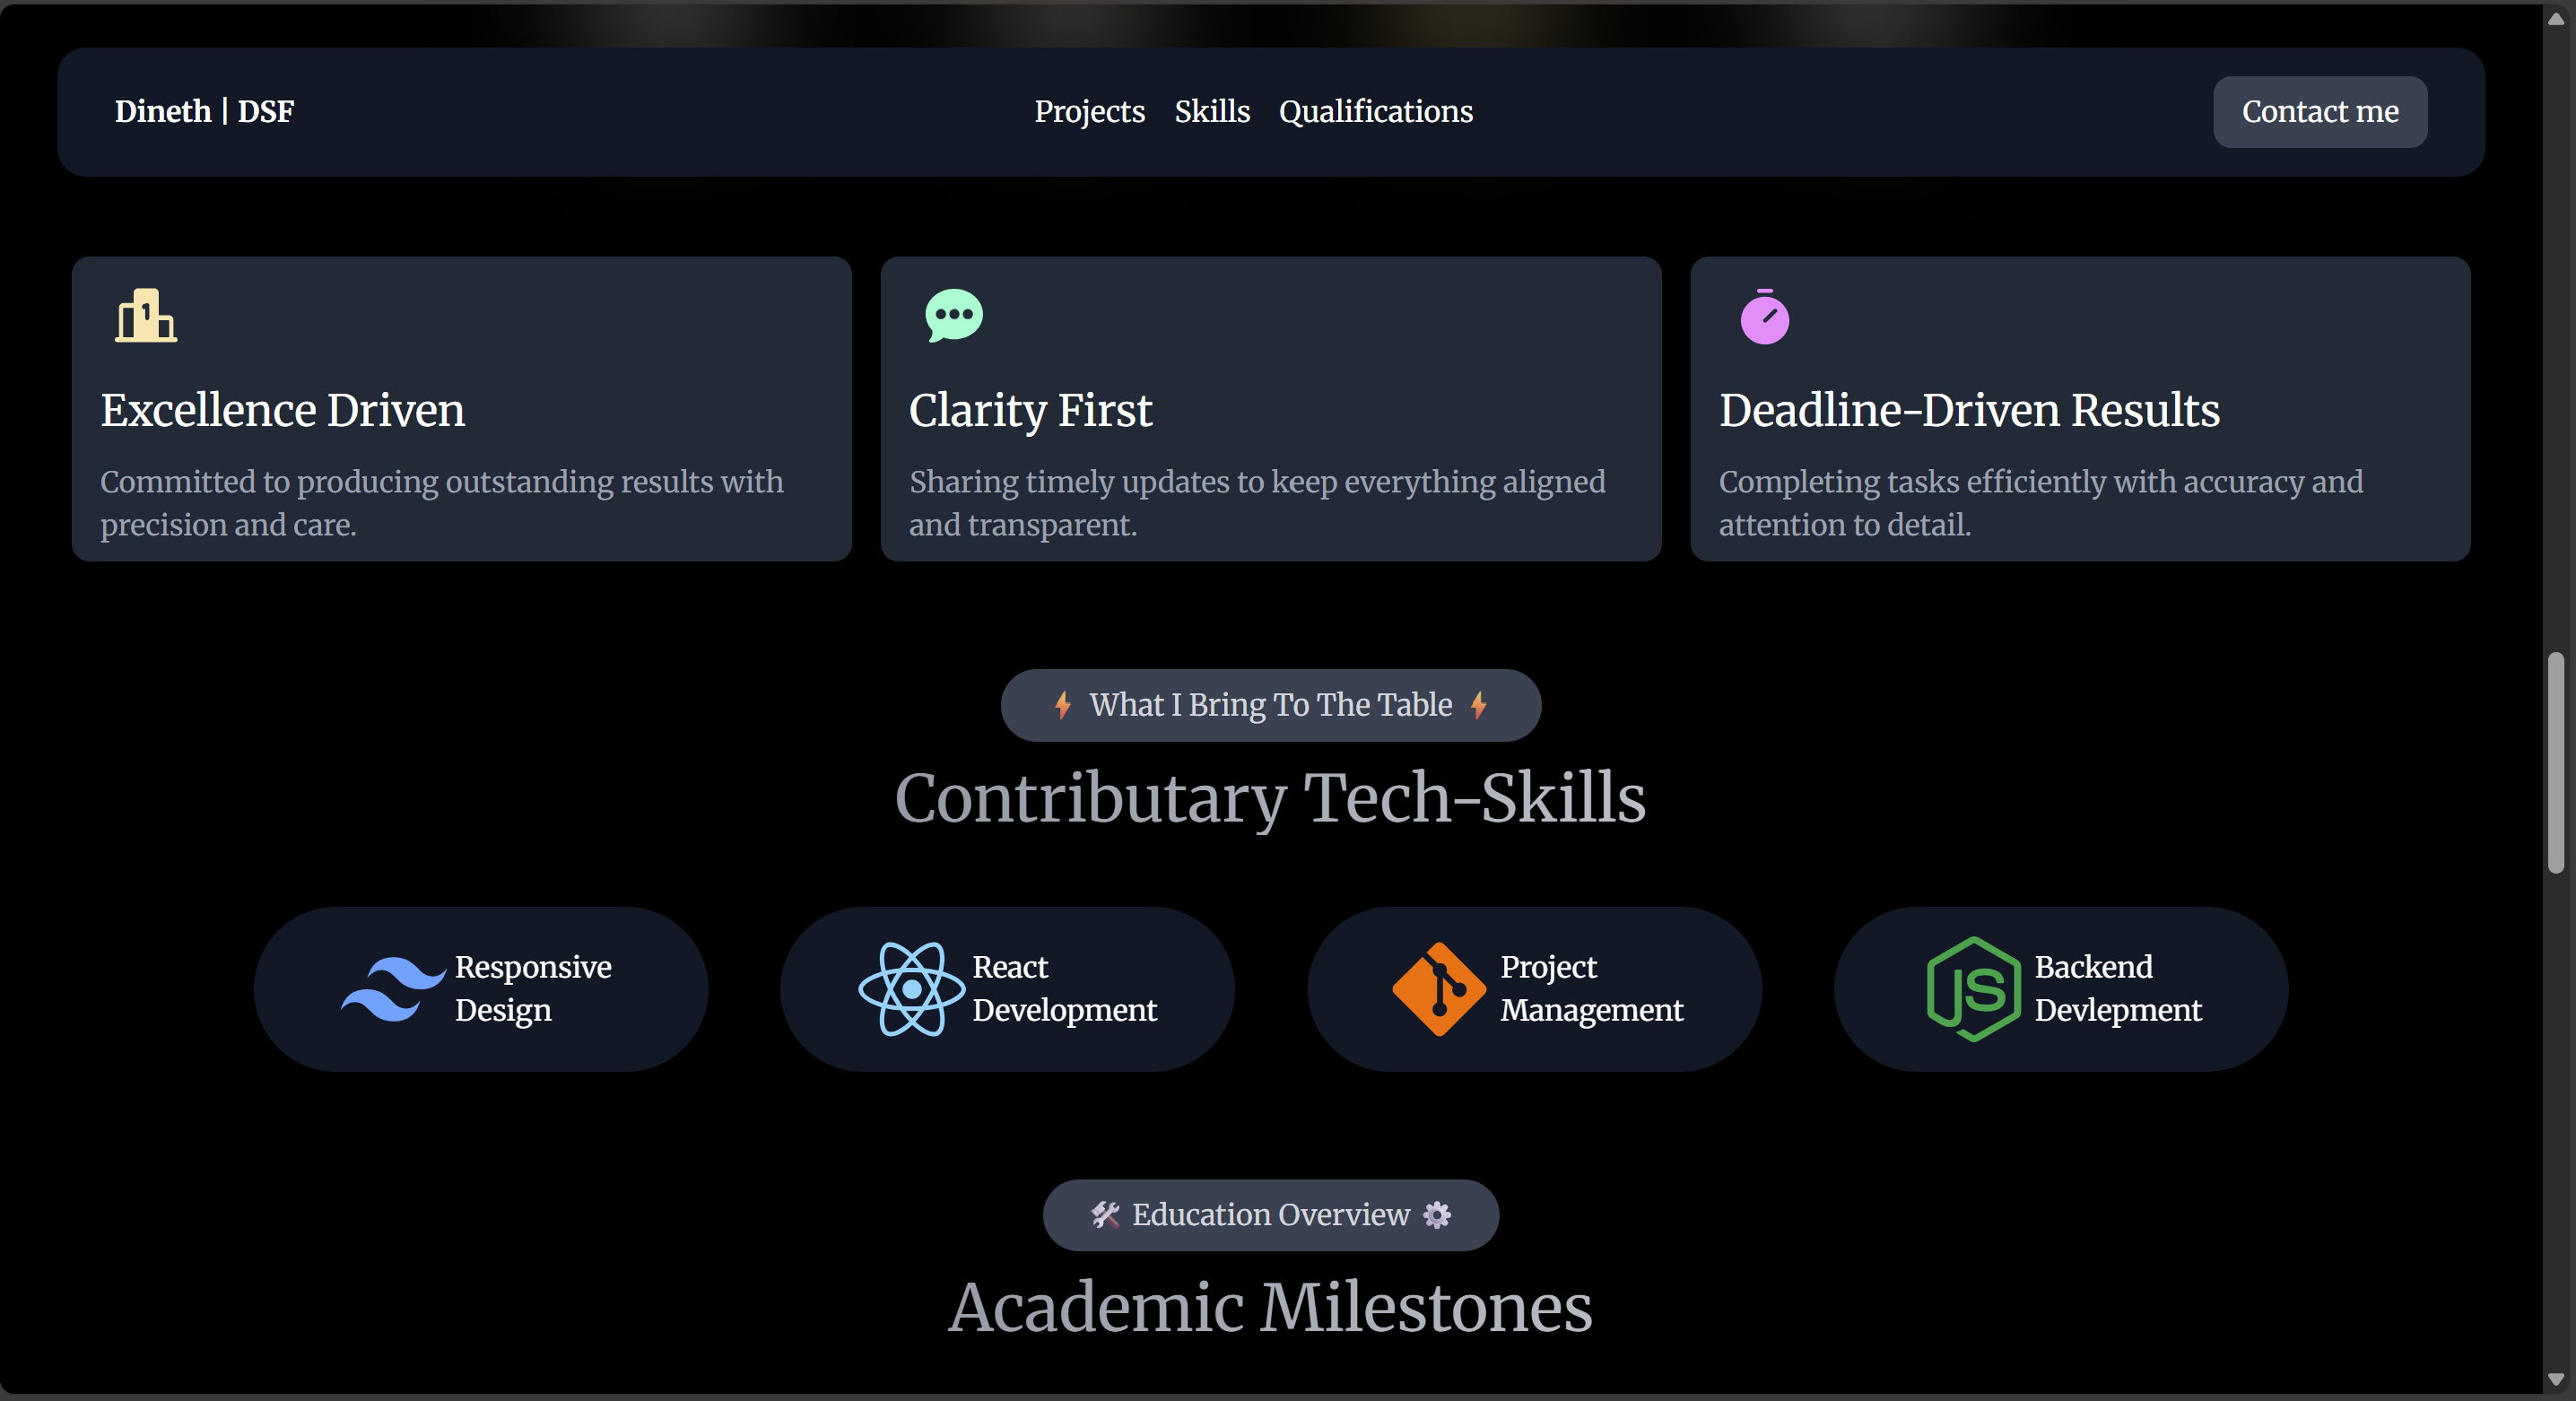 Dineth | DSF
Projects Skills Qualifications
Contact me
1
Excellence Driven
Committed to producing outstanding results with
precision and care.
Clarity First
Sharing timely updates to keep everything aligned
and transparent.
Deadline-Driven Results
Completing tasks efficiently with accuracy and
attention to detail.
⚡ What I Bring To The Table ⚡
Contributary Tech-Skills
Responsive
Design
React
Development
Project
Management
JS
Backend
Devlepment
🛠️ Education Overview ⚙️
Academic Milestones